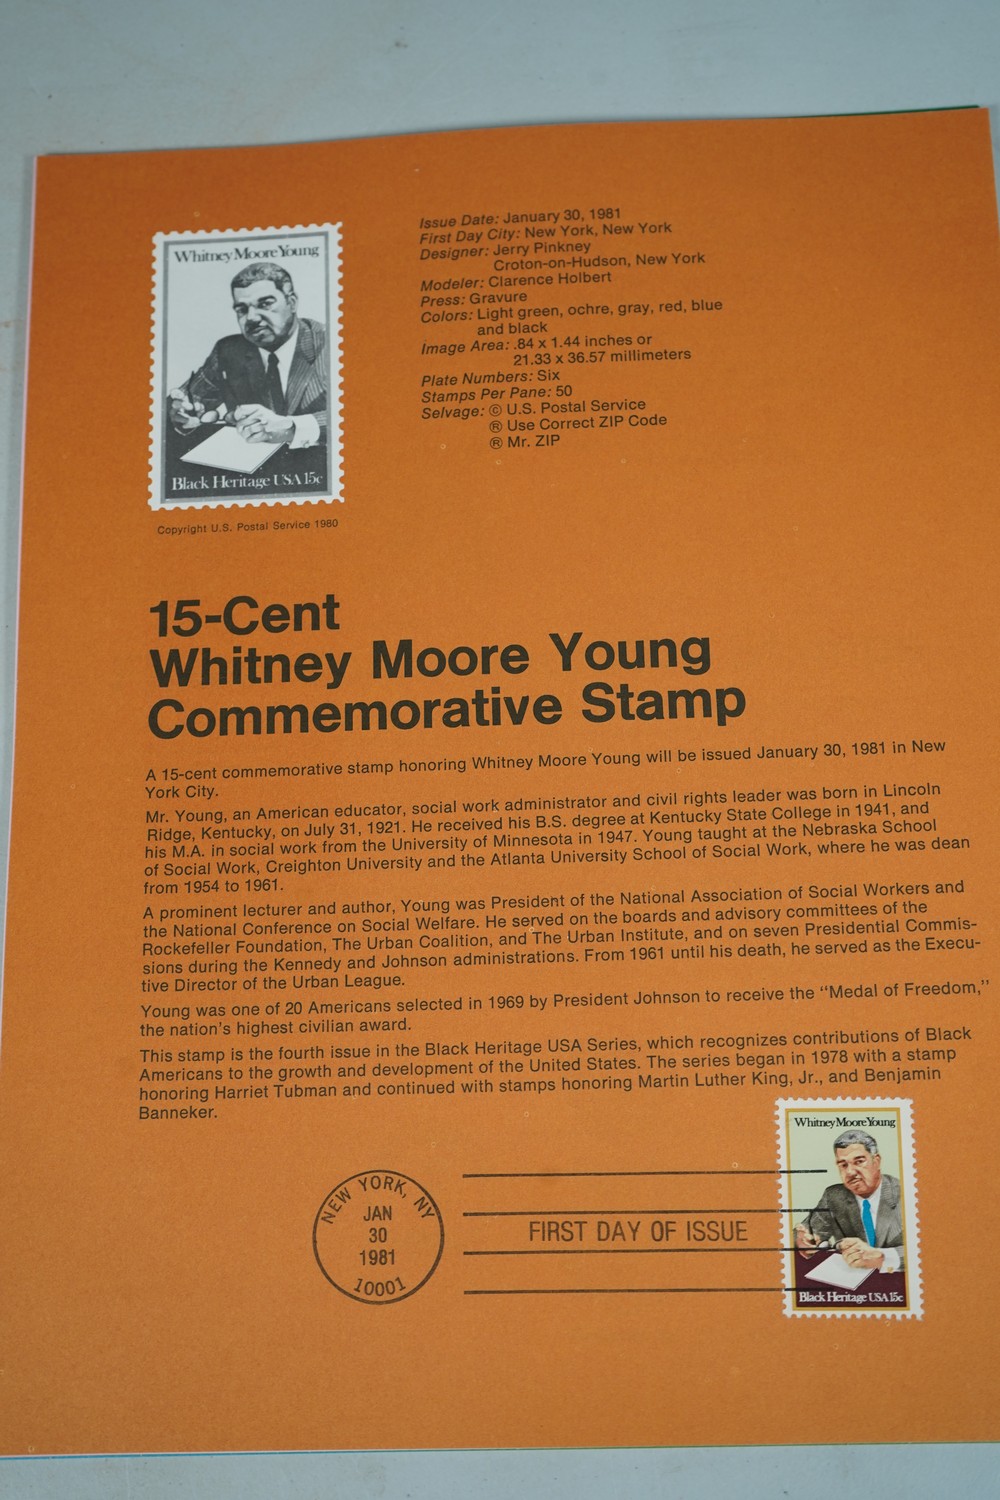 Whitney Moore Young
Black Heritage USA 15c
Copyright U.S. Postal Service 1980
Issue Date: January 30, 1981
First Day City: New York, New York
Designer: Jerry Pinkney
Croton-on-Hudson, New York
Modeler: Clarence Holbert
Press: Gravure
Colors: Light green, ochre, gray, red, blue
and black
Image Area: .84 x 1.44 inches or
21.33 x 36.57 millimeters
Plate Numbers: Six
Stamps Per Pane: 50
Selvage: © U.S. Postal Service
® Use Correct ZIP Code
® Mr. ZIP
15-Cent
Whitney Moore Young
Commemorative Stamp
A 15-cent commemorative stamp honoring Whitney Moore Young will be issued January 30, 1981 in New
York City.
Mr. Young, an American educator, social work administrator and civil rights leader was born in Lincoln
Ridge, Kentucky, on July 31, 1921. He received his B.S. degree at Kentucky State College in 1941, and
his M.A. in social work from the University of Minnesota in 1947. Young taught at the Nebraska School
of Social Work, Creighton University and the Atlanta University School of Social Work, where he was dean
from 1954 to 1961.
A prominent lecturer and author, Young was President of the National Association of Social Workers and
the National Conference on Social Welfare. He served on the boards and advisory committees of the
Rockefeller Foundation, The Urban Coalition, and The Urban Institute, and on seven Presidential Commis-
sions during the Kennedy and Johnson administrations. From 1961 until his death, he served as the Execu-
tive Director of the Urban League.
Young was one of 20 Americans selected in 1969 by President Johnson to receive the "Medal of Freedom,"
the nation's highest civilian award.
This stamp is the fourth issue in the Black Heritage USA Series, which recognizes contributions of Black
Americans to the growth and development of the United States. The series began in 1978 with a stamp
honoring Harriet Tubman and continued with stamps honoring Martin Luther King, Jr., and Benjamin
Banneker.
NEW YORK, NY
JAN
30
1981
10001
FIRST DAY OF ISSUE
Whitney Moore Young
Black Heritage USA 15c